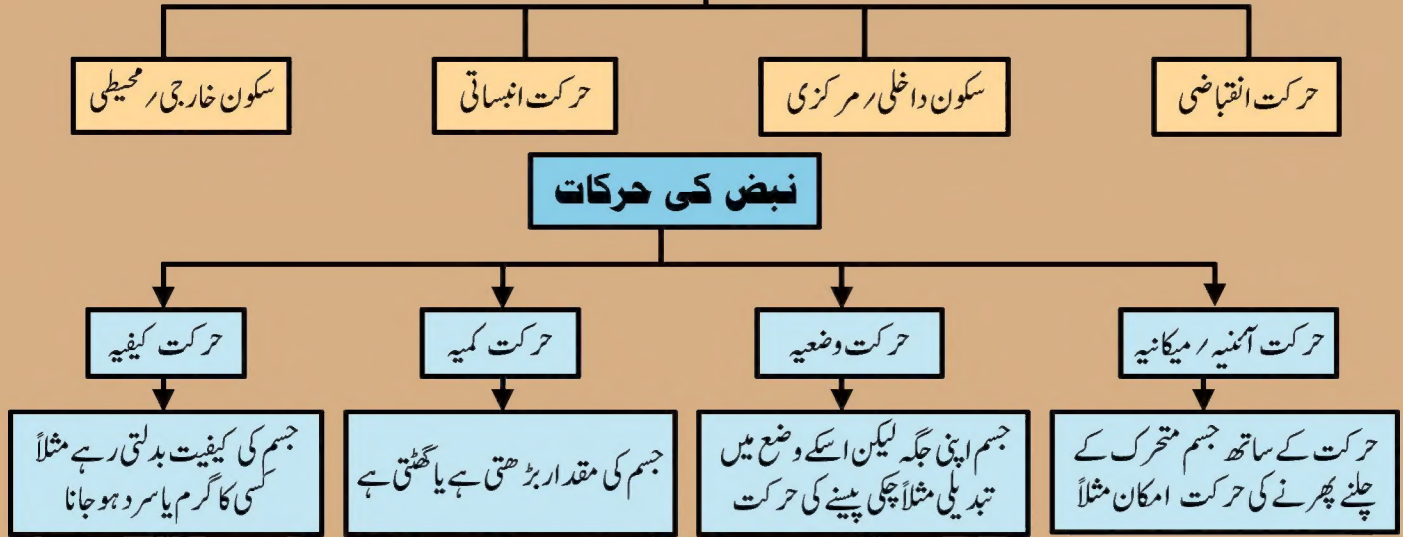 حرکت انقباضی
سکون داخلی/مرکزی
حرکت انبساتی
سکون خارجی/محیطی
نبض کی حرکات
حرکت آئنیہ/میکانیہ
حرکت وضعیہ
حرکت کمیہ
حرکت کیفیہ
حرکت کے ساتھ جسم متحرک کے
چلنے پھرنے کی حرکت امکان مثلاً
جسم اپنی جگہ لیکن اسکے وضع میں
تبدیلی مثلاً چکی پیسنے کی حرکت
جسم کی مقدار بڑھتی ہے یا گھٹتی ہے
جسم کی کیفیت بدلتی رہے مثلاً
کسی کا گرم یا سرد ہو جانا